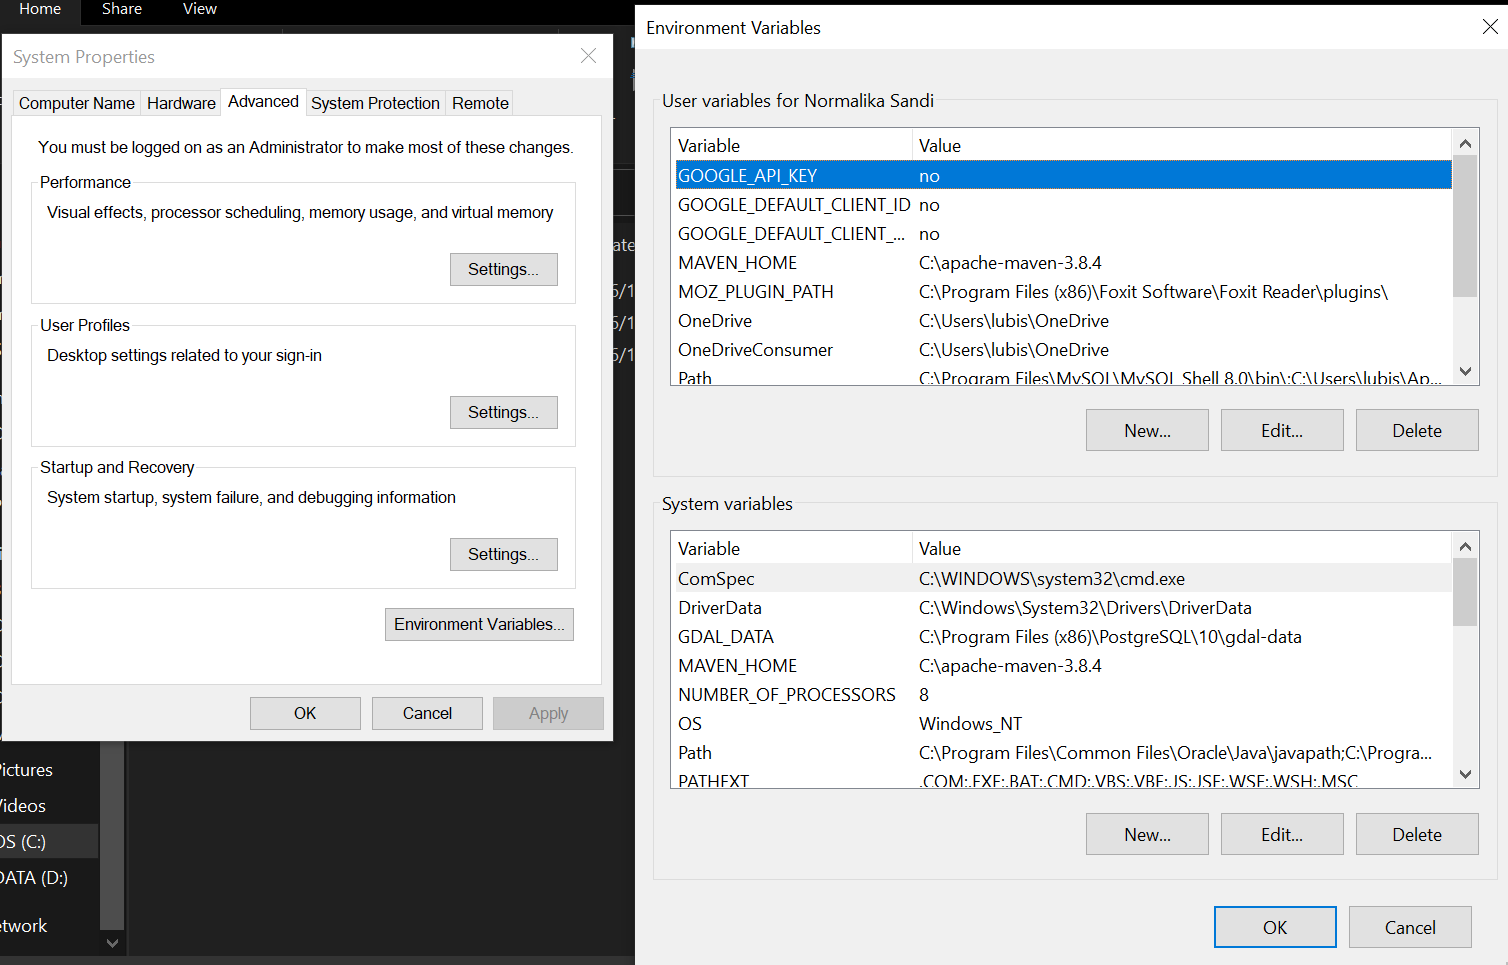 Home Share View
System Properties
Computer Name Hardware Advanced System Protection Remote
You must be logged on as an Administrator to make most of these changes.
Performance
Visual effects, processor scheduling, memory usage, and virtual memory
Settings...
User Profiles
Desktop settings related to your sign-in
Settings...
Startup and Recovery
System startup, system failure, and debugging information
Settings...
Environment Variables...
OK Cancel Apply
ictures
ideos
OS (C:)
DATA (D:)
etwork
ate
6/1
6/1
6/1
Environment Variables
User variables for Normalika Sandi
Variable Value
GOOGLE_API_KEY no
GOOGLE_DEFAULT_CLIENT_ID no
GOOGLE_DEFAULT_CLIENT_... no
MAVEN_HOME C:\apache-maven-3.8.4
MOZ_PLUGIN_PATH C:\Program Files (x86)\Foxit Software\Foxit Reader\plugins\
OneDrive C:\Users\lubis\OneDrive
OneDriveConsumer C:\Users\lubis\OneDrive
Path C:\Program Files\MySQL\MySQL Shell 8.0\bin\;C:\Users\lubis\Ap...
New... Edit... Delete
System variables
Variable Value
ComSpec C:\WINDOWS\system32\cmd.exe
DriverData C:\Windows\System32\Drivers\DriverData
GDAL_DATA C:\Program Files (x86)\PostgreSQL\10\gdal-data
MAVEN_HOME C:\apache-maven-3.8.4
NUMBER_OF_PROCESSORS 8
OS Windows_NT
Path C:\Program Files\Common Files\Oracle\Java\javapath;C:\Progra...
PATHEXT .COM;.EXE;.BAT;.CMD;.VBS;.VBE;.JS;.JSE;.WSF;.WSH;.MSC
New... Edit... Delete
OK Cancel